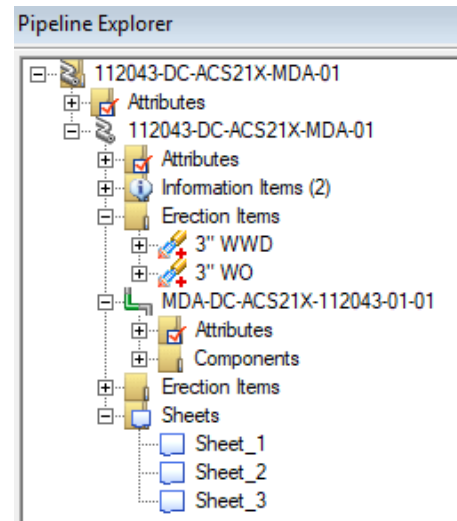 Pipeline Explorer
112043-DC-ACS21X-MDA-01
Attributes
112043-DC-ACS21X-MDA-01
Attributes
Information Items (2)
Erection Items
3" WWD
3" WO
MDA-DC-ACS21X-112043-01-01
Attributes
Components
Erection Items
Sheets
Sheet_1
Sheet_2
Sheet_3